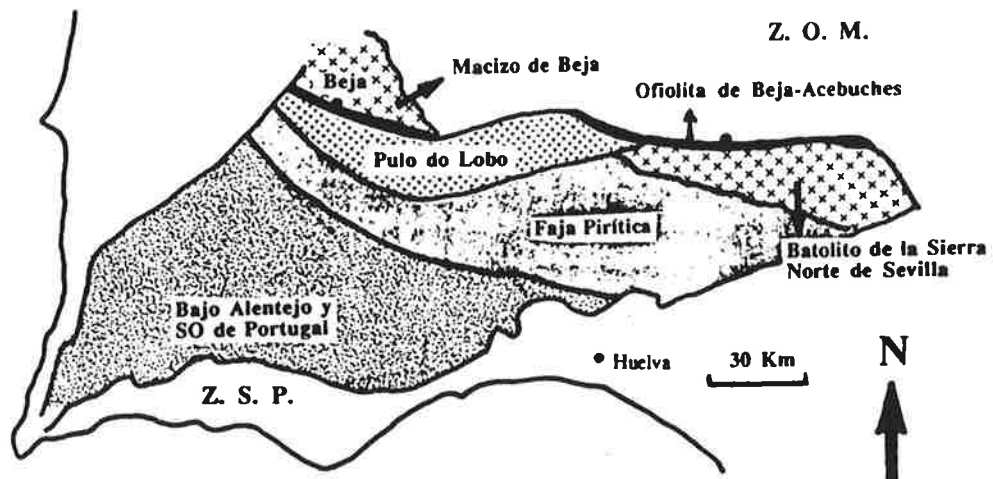 Z. O. M.
Beja
Macizo de Beja
Ofiolita de Beja-Acebuches
Pulo do Lobo
Faja Pirítica
Batolito de la Sierra
Norte de Sevilla
Bajo Alentejo y
SO de Portugal
Huelva
30 Km
N
Z. S. P.